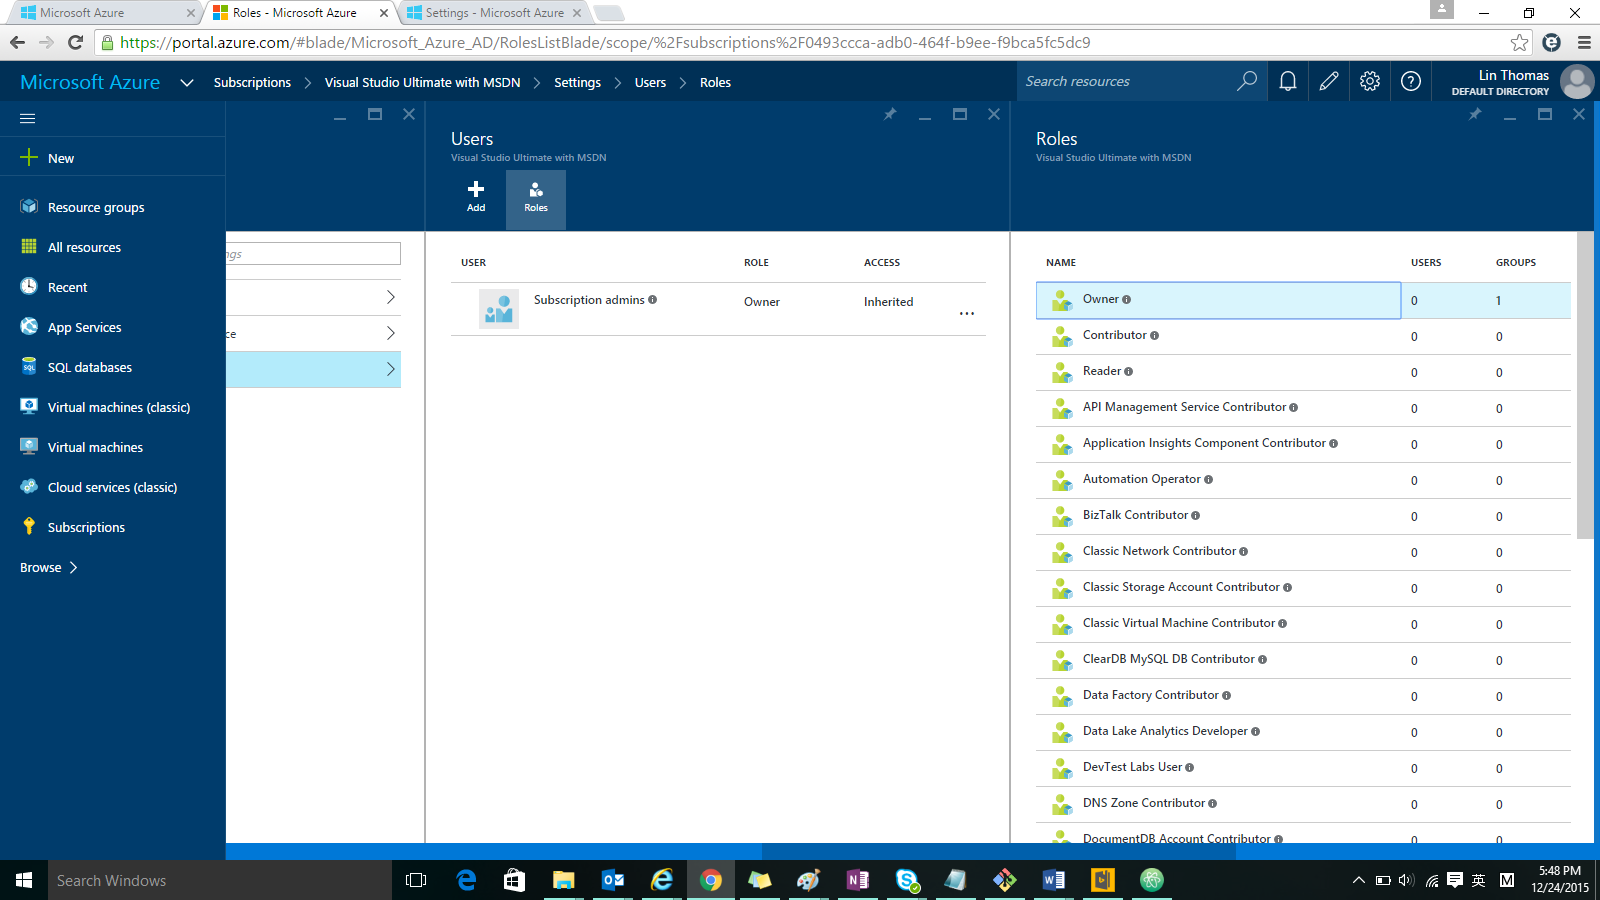 Microsoft Azure
Roles - Microsoft Azure
Settings - Microsoft Azure
https://portal.azure.com/#blade/Microsoft_Azure_AD/RolesListBlade/scope/%2Fsubscriptions%2F0493ccca-adb0-464f-b9ee-f9bca5fc5dc9
Microsoft Azure
Subscriptions > Visual Studio Ultimate with MSDN > Settings > Users > Roles
Search resources
Lin Thomas
DEFAULT DIRECTORY
New
Resource groups
All resources
Recent
App Services
SQL databases
Virtual machines (classic)
Virtual machines
Cloud services (classic)
Subscriptions
Browse >
ngs
ce
Users
Visual Studio Ultimate with MSDN
Add
Roles
USER ROLE ACCESS
Subscription admins Owner Inherited
...
Roles
Visual Studio Ultimate with MSDN
NAME USERS GROUPS
Owner 0 1
Contributor 0 0
Reader 0 0
API Management Service Contributor 0 0
Application Insights Component Contributor 0 0
Automation Operator 0 0
BizTalk Contributor 0 0
Classic Network Contributor 0 0
Classic Storage Account Contributor 0 0
Classic Virtual Machine Contributor 0 0
ClearDB MySQL DB Contributor 0 0
Data Factory Contributor 0 0
Data Lake Analytics Developer 0 0
DevTest Labs User 0 0
DNS Zone Contributor 0 0
DocumentDB Account Contributor 0 0
Search Windows
英
M
5:48 PM
12/24/2015